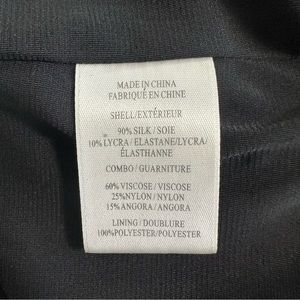 MADE IN CHINA
FABRIQUÉ EN CHINE
SHELL/EXTÉRIEUR
90% SILK/SOIE
10% LYCRA/ELASTANE/LYCRA/
ÉLASTHANNE
COMBO/GUARNITURE
60% VISCOSE/VISCOSE
25%NYLON/NYLON
15%ANGORA/ANGORA
LINING/DOUBLURE
100%POLYESTER/POLYESTER